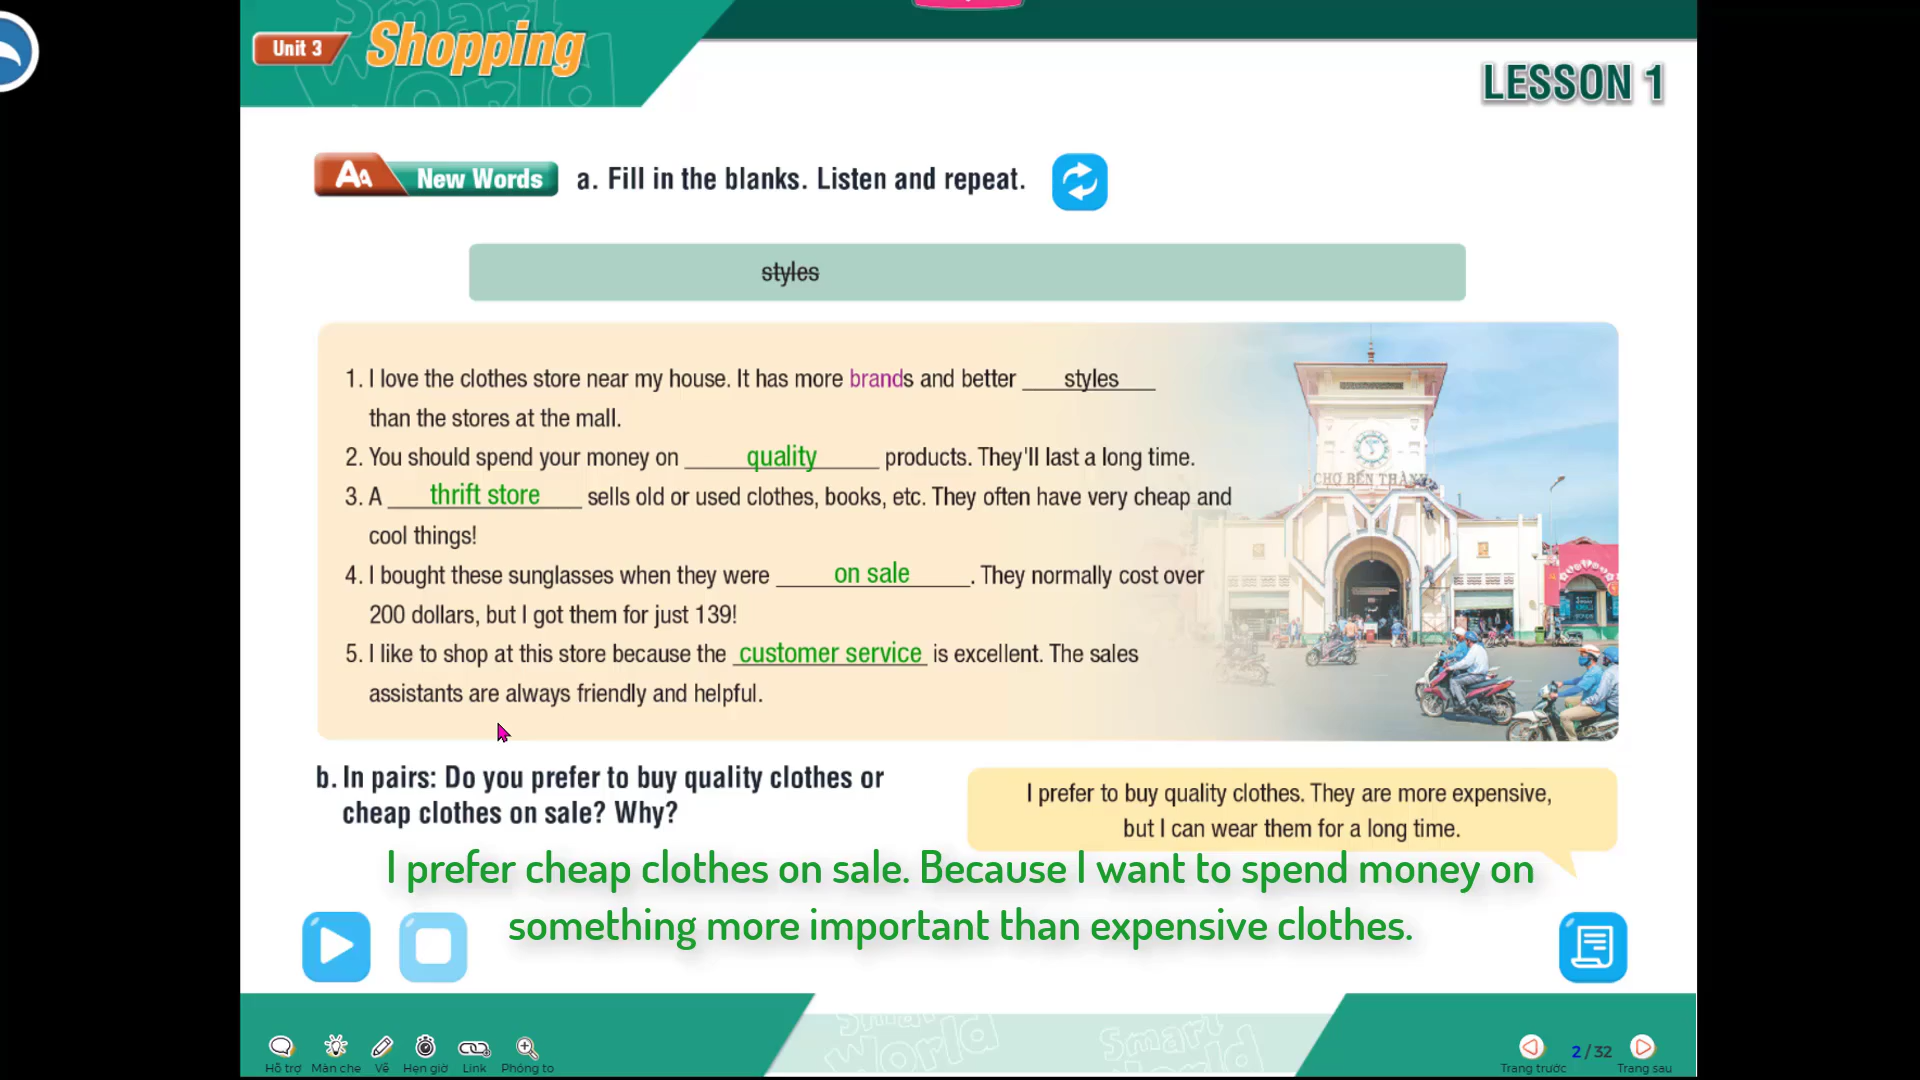 Unit 3
Shopping
LESSON 1
New Words
a. Fill in the blanks. Listen and repeat.
styles
1. I love the clothes store near my house. It has more brands and better styles
than the stores at the mall.
2. You should spend your money on quality products. They'll last a long time.
3. A thrift store sells old or used clothes, books, etc. They often have very cheap and
cool things!
4. I bought these sunglasses when they were on sale. They normally cost over
200 dollars, but I got them for just 139!
5. I like to shop at this store because the customer service is excellent. The sales
assistants are always friendly and helpful.
CHỢ BẾN THÀNH
b. In pairs: Do you prefer to buy quality clothes or
cheap clothes on sale? Why?
I prefer to buy quality clothes. They are more expensive,
but I can wear them for a long time.
I prefer cheap clothes on sale. Because I want to spend money on
something more important than expensive clothes.
Smart
World
Hỗ trợ Màn che Vẽ Hẹn giờ Link Phóng to
Trang trước 2 / 32 Trang sau